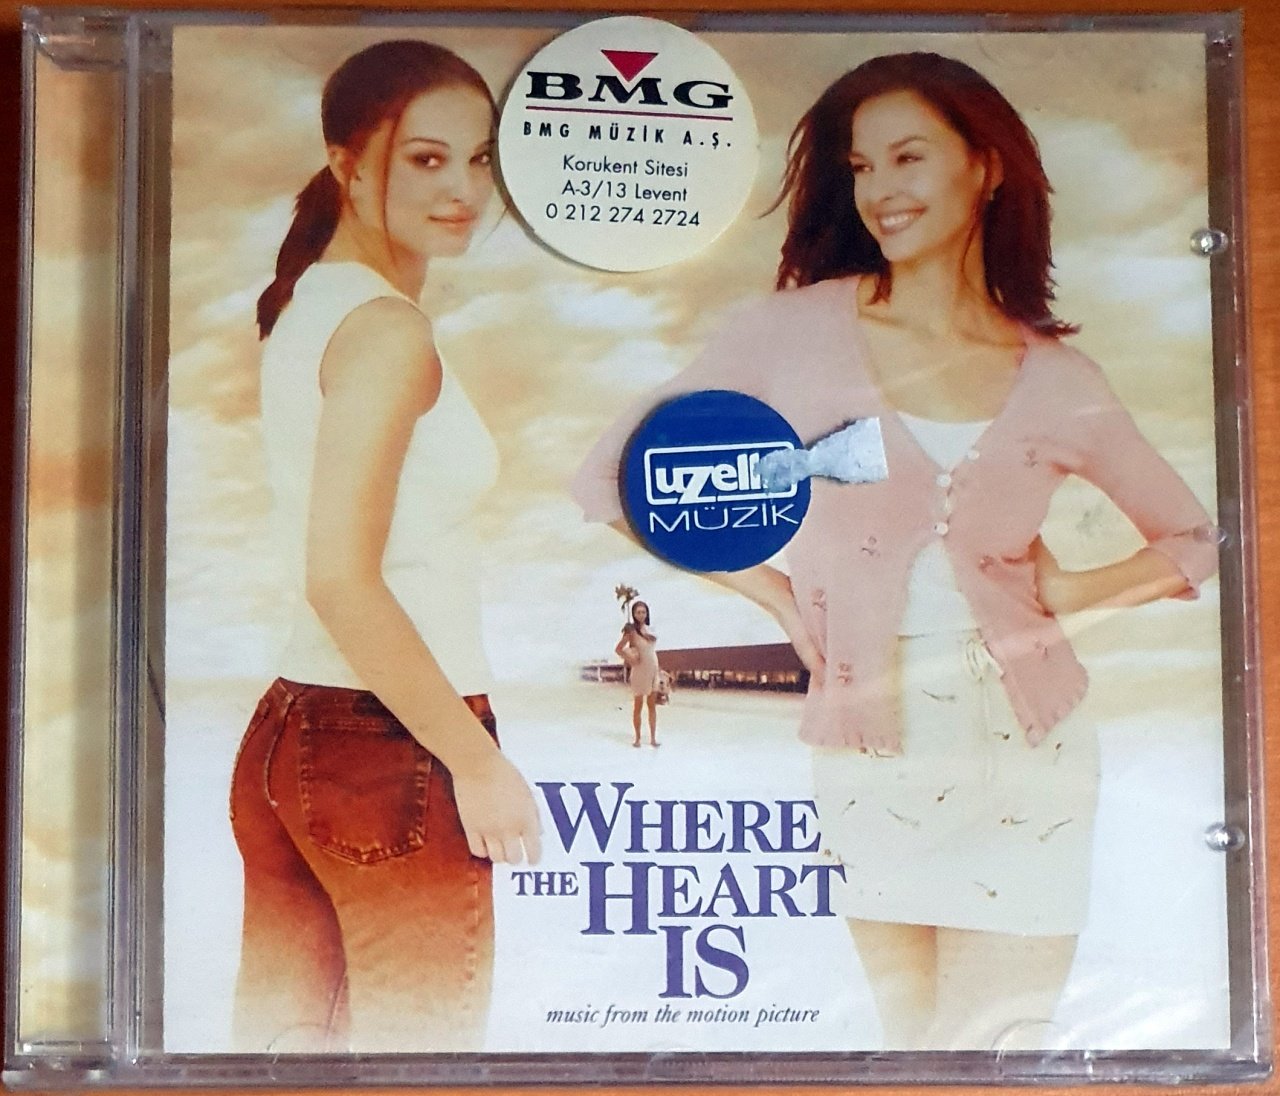 BMG
BMG MÜZİK A.Ş.
Korukent Sitesi
A-3/13 Levent
0 212 274 2724
MÜZİK
WHERE
THE HEART
IS
music from the motion picture